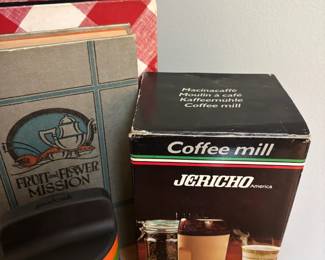 FRUIT AND FLOWER
MISSION
Macinacaffè
Moulin à café
Kaffeemühle
Coffee mill
Coffee mill
JERICHO America